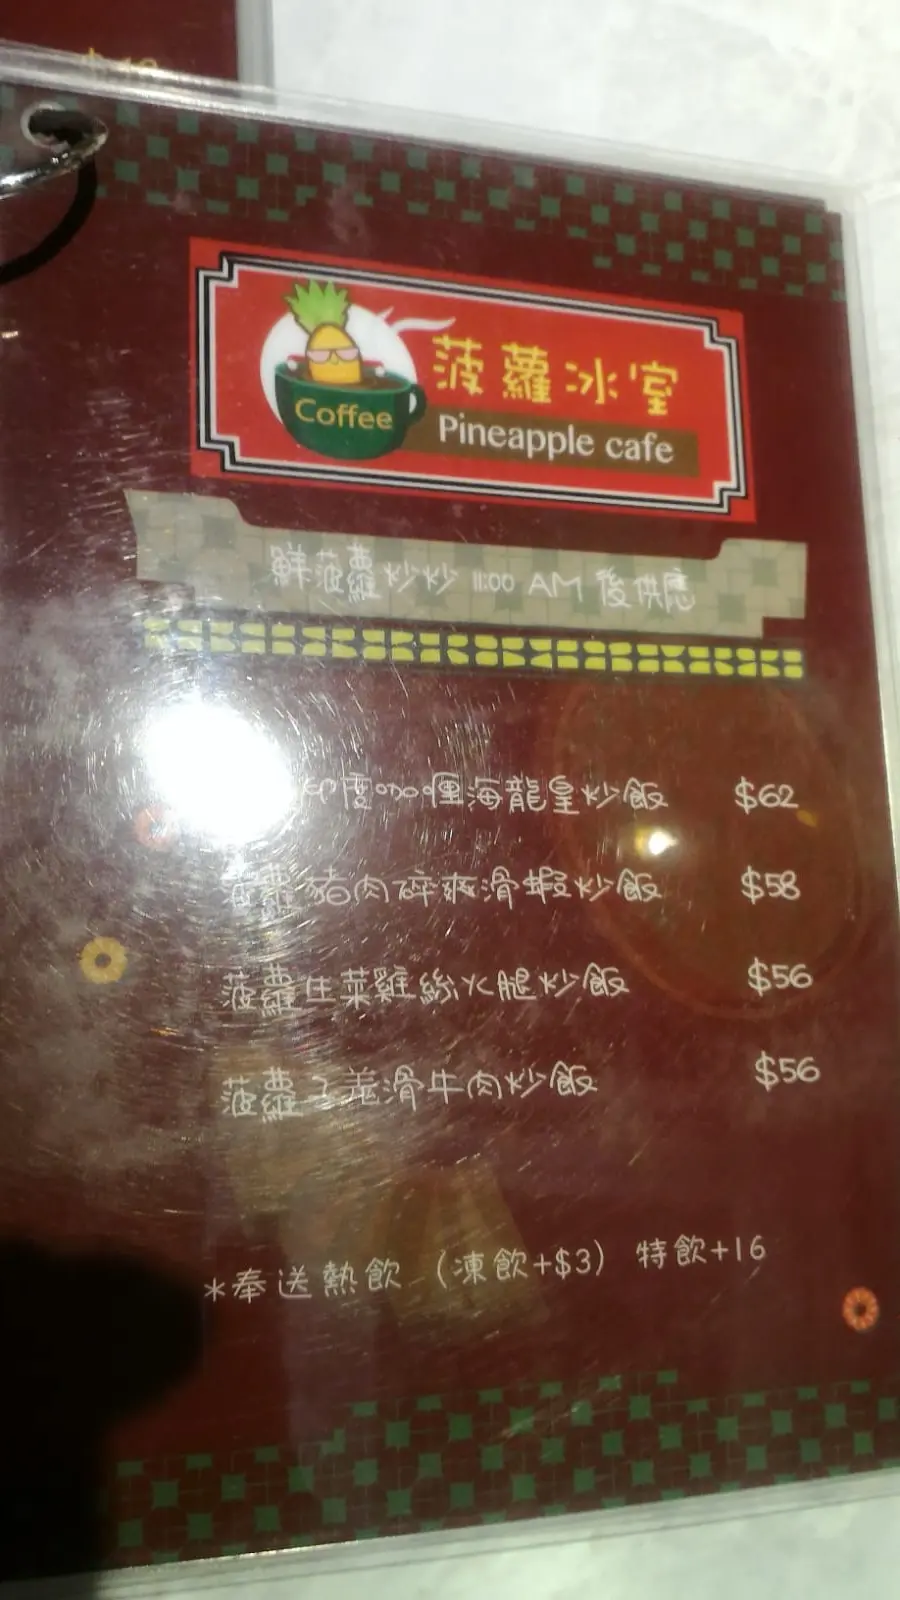 菠蘿冰室
Coffee
Pineapple cafe
鮮菠蘿炒炒 11:00 AM 後供應
印度咖喱海龍皇炒飯 $62
菠蘿豬肉碎爽滑蝦炒飯 $58
菠蘿生菜雞絲火腿炒飯 $56
菠蘿子羗滑牛肉炒飯 $56
*奉送熱飲 (凍飲+$3) 特飲+16